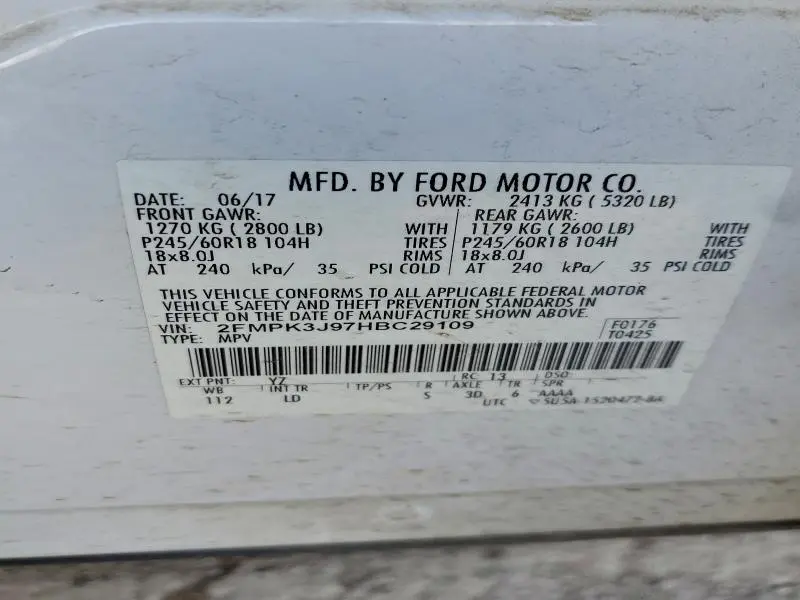 MFD. BY FORD MOTOR CO.
DATE: 06/17 GVWR: 2413 KG ( 5320 LB)
FRONT GAWR: REAR GAWR:
1270 KG ( 2800 LB) WITH 1179 KG ( 2600 LB) WITH
P245/60R18 104H TIRES P245/60R18 104H TIRES
18x8.0J RIMS 18x8.0J RIMS
AT 240 kPa/ 35 PSI COLD AT 240 kPa/ 35 PSI COLD
THIS VEHICLE CONFORMS TO ALL APPLICABLE FEDERAL MOTOR
VEHICLE SAFETY AND THEFT PREVENTION STANDARDS IN
EFFECT ON THE DATE OF MANUFACTURE SHOWN ABOVE.
VIN: 2FMPK3J97HBC29109 F0176
TYPE: MPV T0425
EXT PNT: YZ RC: 13 DSO:
WB INT TR TP/PS R AXLE TR SPR
112 LD S 3D 6 AAAA
UTC 5U5A-1520472-BA